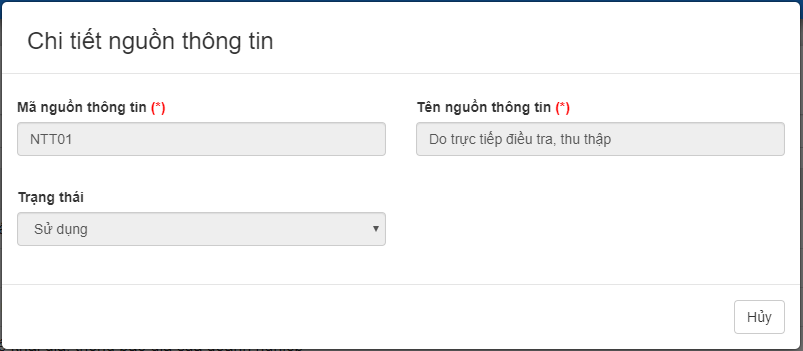 Chi tiết nguồn thông tin
Mã nguồn thông tin (*)
Tên nguồn thông tin (*)
NTT01
Do trực tiếp điều tra, thu thập
Trạng thái
Sử dụng
Hủy